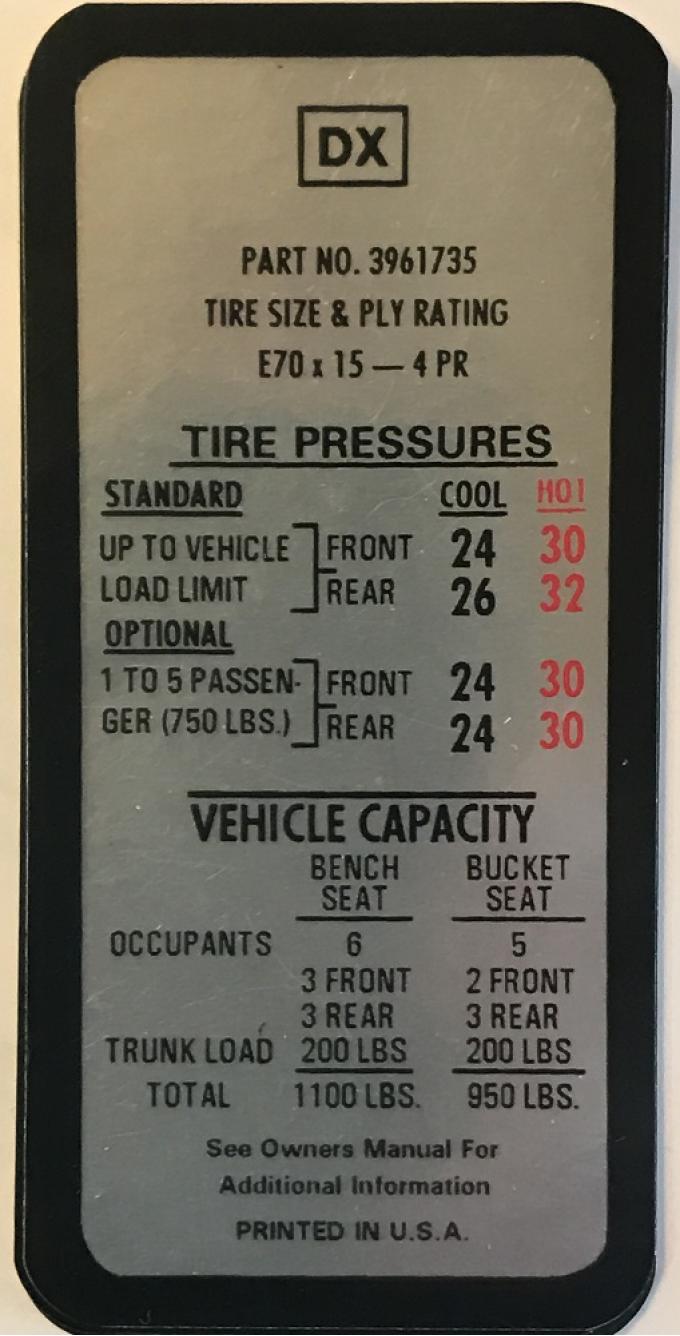 DX
PART NO. 3961735
TIRE SIZE & PLY RATING
E70 x 15 — 4 PR
TIRE PRESSURES
STANDARD COOL HOT
UP TO VEHICLE FRONT 24 30
LOAD LIMIT REAR 26 32
OPTIONAL
1 TO 5 PASSEN- FRONT 24 30
GER (750 LBS.) REAR 24 30
VEHICLE CAPACITY
BENCH BUCKET
SEAT SEAT
OCCUPANTS 6 5
3 FRONT 2 FRONT
3 REAR 3 REAR
TRUNK LOAD 200 LBS 200 LBS
TOTAL 1100 LBS. 950 LBS.
See Owners Manual For
Additional Information
PRINTED IN U.S.A.